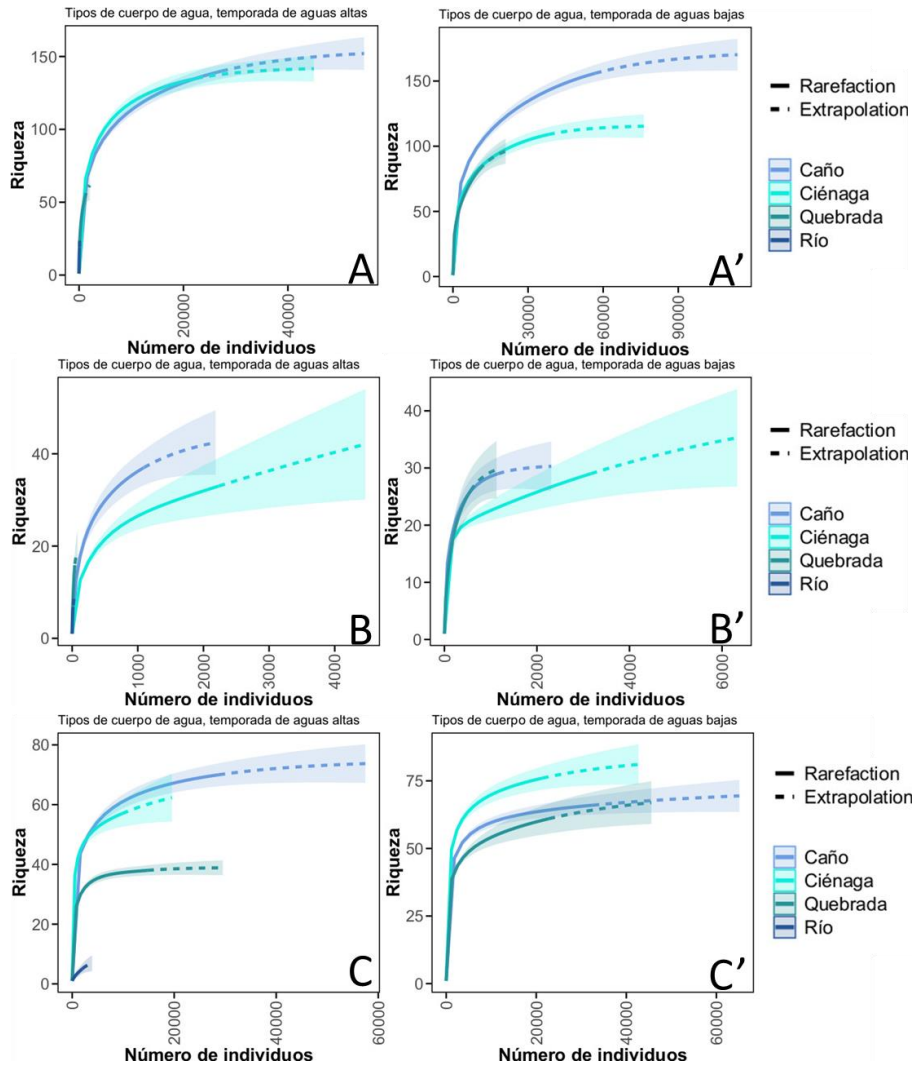 Tipos de cuerpo de agua, temporada de aguas altas
Riqueza
150
100
50
0
0
20000
40000
Número de individuos
A
Tipos de cuerpo de agua, temporada de aguas bajas
Riqueza
150
100
50
0
0
30000
60000
90000
Número de individuos
A'
Rarefaction
Extrapolation
Caño
Ciénaga
Quebrada
Río
Tipos de cuerpo de agua, temporada de aguas altas
Riqueza
40
20
0
0
1000
2000
3000
4000
Número de individuos
B
Tipos de cuerpo de agua, temporada de aguas bajas
Riqueza
40
30
20
10
0
0
2000
4000
6000
Número de individuos
B'
Rarefaction
Extrapolation
Caño
Ciénaga
Quebrada
Río
Tipos de cuerpo de agua, temporada de aguas altas
Riqueza
80
60
40
20
0
0
20000
40000
60000
Número de individuos
C
Tipos de cuerpo de agua, temporada de aguas bajas
Riqueza
75
50
25
0
0
20000
40000
60000
Número de individuos
C'
Rarefaction
Extrapolation
Caño
Ciénaga
Quebrada
Río